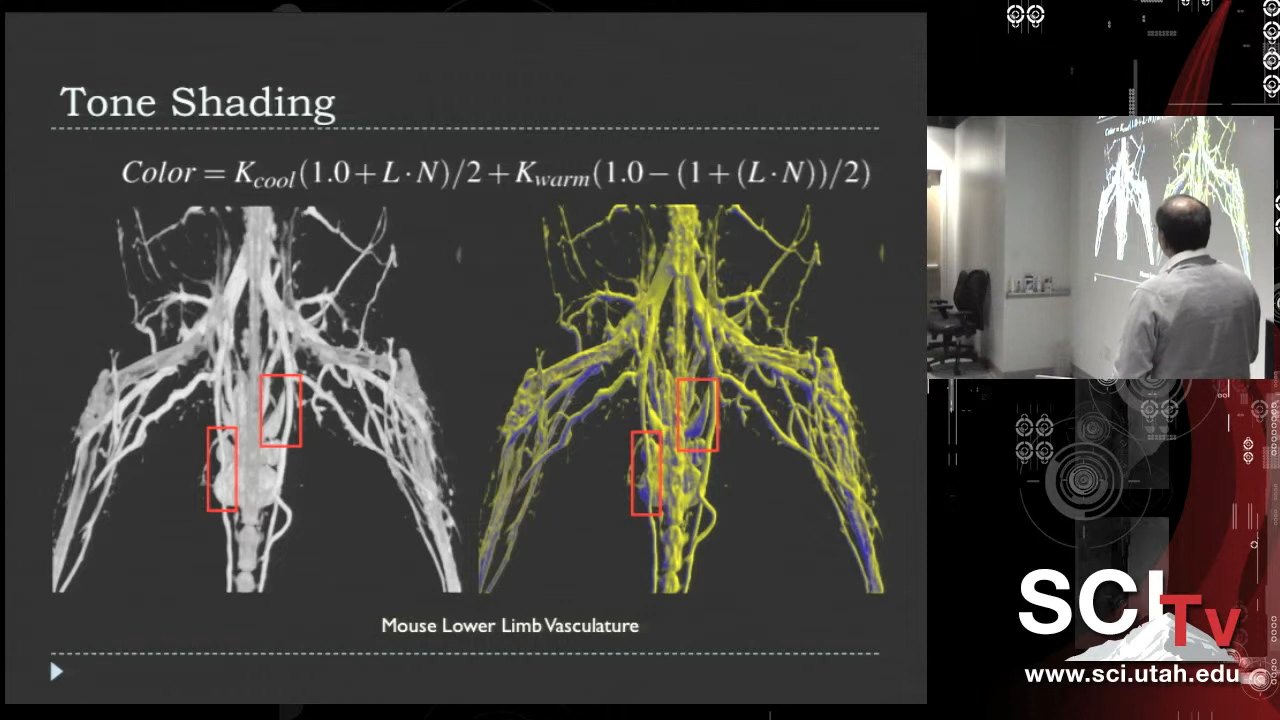 Tone Shading
Color = K_cool(1.0 + L · N)/2 + K_warm(1.0 − (1 + (L · N))/2)
Mouse Lower Limb Vasculature
SCI Tv
www.sci.utah.edu